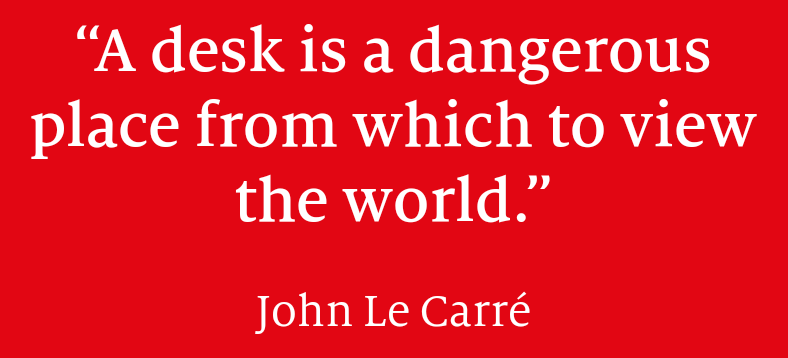 “A desk is a dangerous
place from which to view
the world.”
John Le Carré